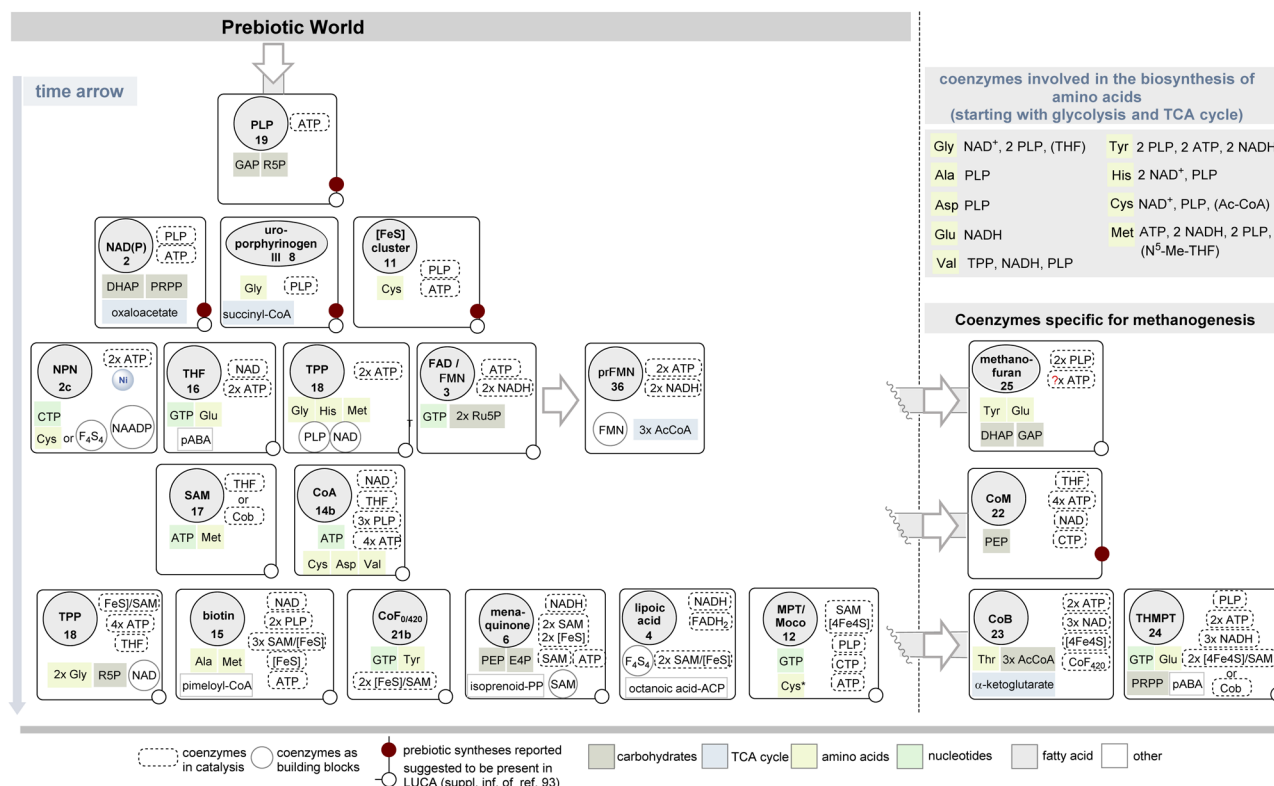 Prebiotic World
time arrow
PLP
19
ATP
GAP R5P
NAD(P)
2
PLP
ATP
DHAP PRPP
oxaloacetate
uro-
porphyrinogen
III 8
Gly PLP
succinyl-CoA
[FeS]
cluster
11
PLP
Cys
ATP
NPN
2c
2x ATP
Ni
CTP
Cys or F4S4 NAADP
THF
16
NAD
2x ATP
GTP Glu
pABA
TPP
18
2x ATP
Gly His Met
PLP NAD
T
FAD /
FMN
3
ATP
2x NADH
GTP 2x Ru5P
prFMN
36
2x ATP
2x NADH
FMN 3x AcCoA
SAM
17
THF
or
Cob
ATP Met
CoA
14b
NAD
THF
3x PLP
4x ATP
ATP
Cys Asp Val
TPP
18
FeS]/SAM
4x ATP
THF
2x Gly R5P NAD
biotin
15
NAD
2x PLP
3x SAM/[FeS]
[FeS]
ATP
Ala Met
pimeloyl-CoA
CoF0/420
21b
GTP Tyr
2x [FeS]/SAM
mena-
quinone
6
NADH
2x SAM
2x [FeS]
SAM ATP
PEP E4P
isoprenoid-PP SAM
lipoic
acid
4
NADH
FADH2
F4S4 2x SAM/[FeS]
octanoic acid-ACP
MPT/
Moco
12
SAM
[4Fe4S]
PLP
CTP
ATP
GTP
Cys*
coenzymes involved in the biosynthesis of
amino acids
(starting with glycolysis and TCA cycle)
Gly NAD+, 2 PLP, (THF)
Ala PLP
Asp PLP
Glu NADH
Val TPP, NADH, PLP
Tyr 2 PLP, 2 ATP, 2 NADH
His 2 NAD+, PLP
Cys NAD+, PLP, (Ac-CoA)
Met ATP, 2 NADH, 2 PLP,
(N5-Me-THF)
Coenzymes specific for methanogenesis
methano-
furan
25
2x PLP
?x ATP
Tyr Glu
DHAP GAP
CoM
22
THF
4x ATP
NAD
CTP
PEP
CoB
23
2x ATP
3x NAD
[4Fe4S]
CoF420
Thr 3x AcCoA
α-ketoglutarate
THMPT
24
PLP
2x ATP
3x NADH
2x [4Fe4S]/SAM
or
Cob
GTP Glu
PRPP pABA
coenzymes
in catalysis
coenzymes as
building blocks
prebiotic syntheses reported
suggested to be present in
LUCA (suppl. inf. of ref. 93)
carbohydrates
TCA cycle
amino acids
nucleotides
fatty acid
other